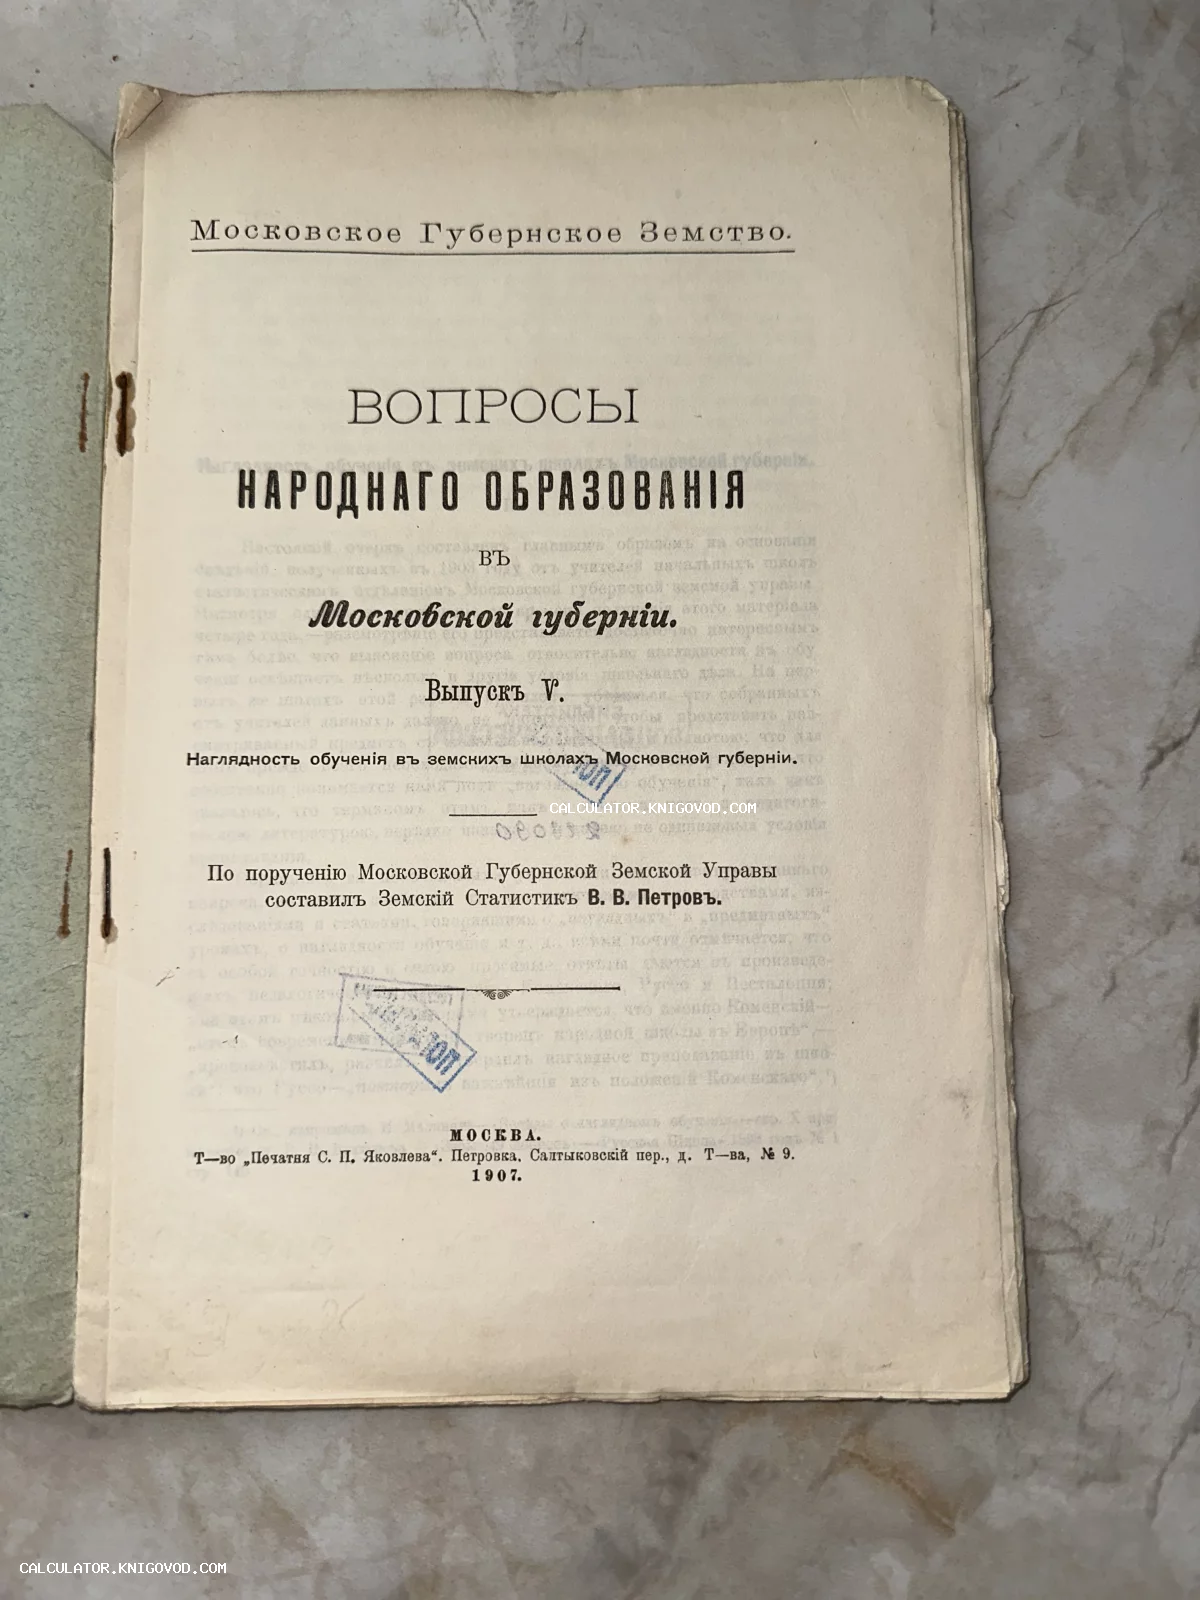 Московское Губернское Земство.
ВОПРОСЫ
НАРОДНАГО ОБРАЗОВАНІЯ
ВЪ
Московской губерніи.
Выпускъ V.
Наглядность обученія въ земскихъ школахъ Московской губерніи.
CALCULATOR.KNIGOVOD.COM
По порученію Московской Губернской Земской Управы
составилъ Земскій Статистикъ В. В. Петровъ.
МОСКВА.
Т—во „Печатня С. П. Яковлева“. Петровка, Салтыковскій пер., д. Т—ва, № 9.
1907.
CALCULATOR.KNIGOVOD.COM